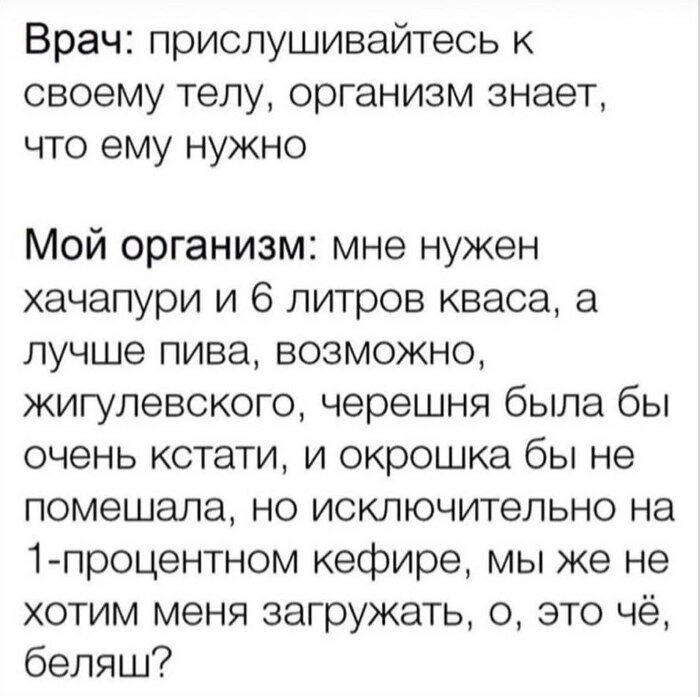 Врач: прислушивайтесь к
своему телу, организм знает,
что ему нужно
Мой организм: мне нужен
хачапури и 6 литров кваса, а
лучше пива, возможно,
жигулевского, черешня была бы
очень кстати, и окрошка бы не
помешала, но исключительно на
1-процентном кефире, мы же не
хотим меня загружать, о, это чё,
беляш?